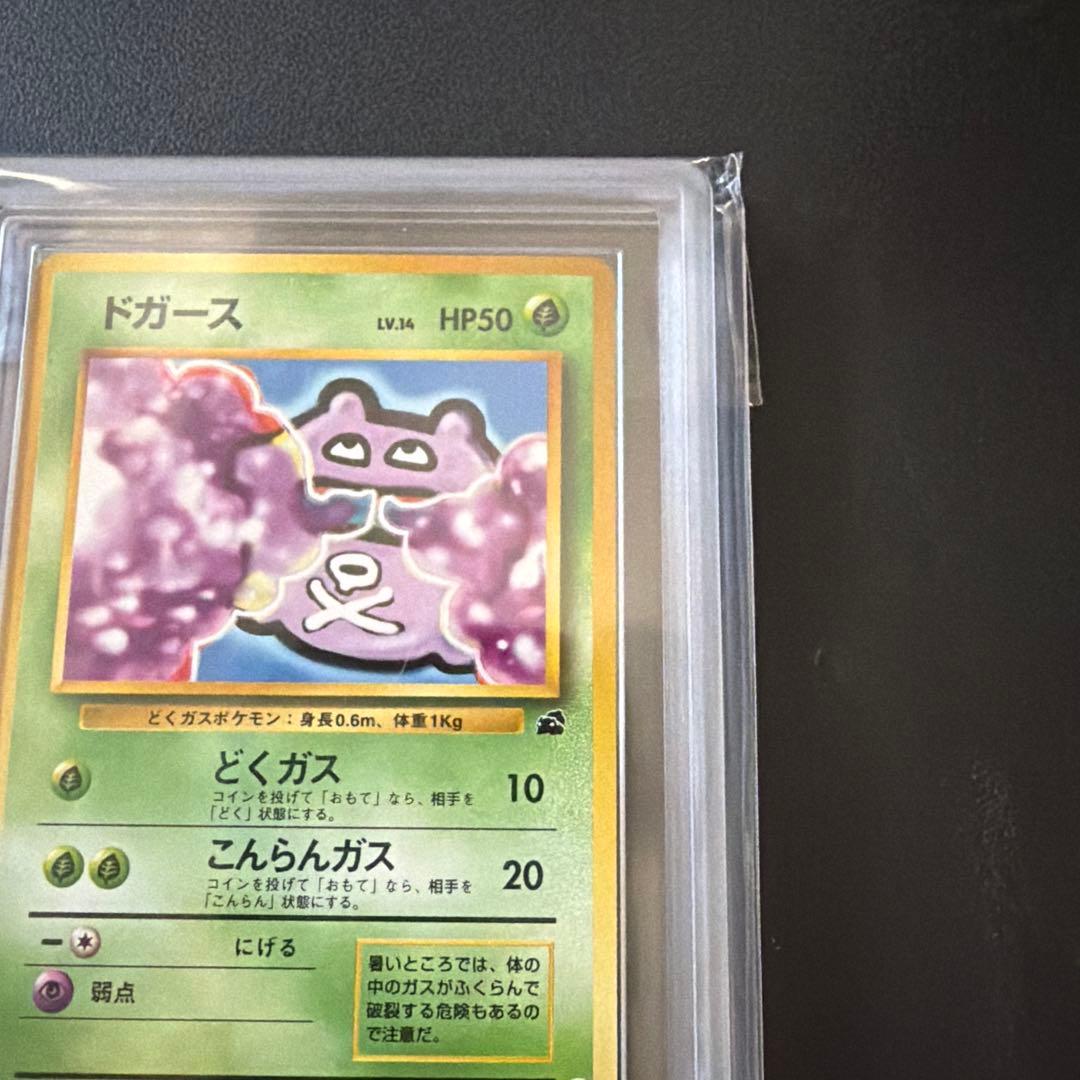 ドガース LV.14 HP50
どくガスポケモン：身長0.6m、体重1Kg
どくガス 10
コインを投げて「おもて」なら、相手を
「どく」状態にする。
こんらんガス 20
コインを投げて「おもて」なら、相手を
「こんらん」状態にする。
ー にげる
弱点
暑いところでは、体の
中のガスがふくらんで
破裂する危険もあるの
で注意だ。